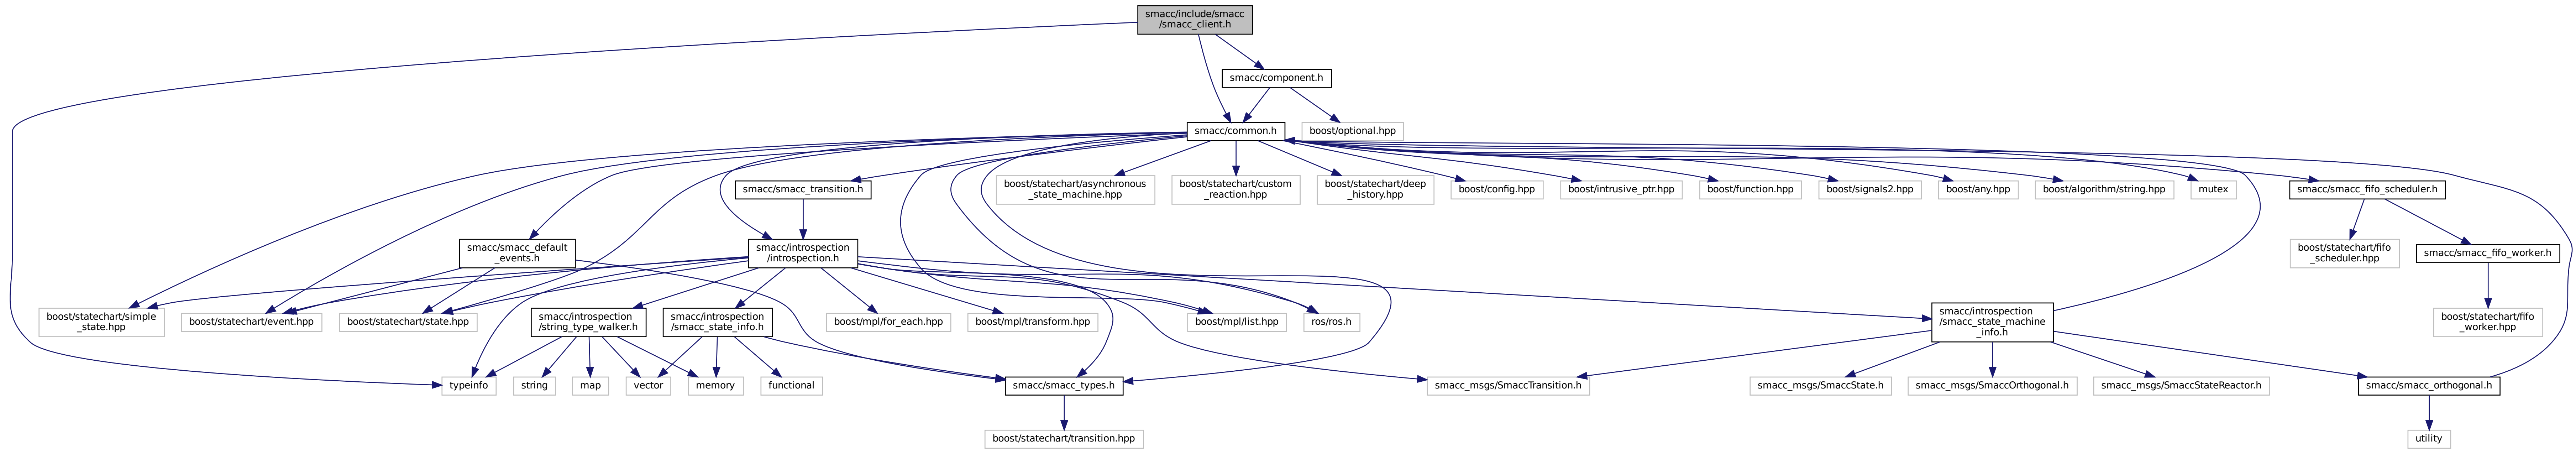 smacc/include/smacc
/smacc_client.h
smacc/component.h
smacc/common.h
boost/optional.hpp
smacc/smacc_transition.h
boost/statechart/asynchronous
_state_machine.hpp
boost/statechart/custom
_reaction.hpp
boost/statechart/deep
_history.hpp
boost/config.hpp
boost/intrusive_ptr.hpp
boost/function.hpp
boost/signals2.hpp
boost/any.hpp
boost/algorithm/string.hpp
mutex
smacc/smacc_fifo_scheduler.h
smacc/smacc_default
_events.h
smacc/introspection
/introspection.h
boost/statechart/fifo
_scheduler.hpp
smacc/smacc_fifo_worker.h
boost/statechart/simple
_state.hpp
boost/statechart/event.hpp
boost/statechart/state.hpp
smacc/introspection
/string_type_walker.h
smacc/introspection
/smacc_state_info.h
boost/mpl/for_each.hpp
boost/mpl/transform.hpp
boost/mpl/list.hpp
ros/ros.h
smacc/introspection
/smacc_state_machine
_info.h
boost/statechart/fifo
_worker.hpp
typeinfo
string
map
vector
memory
functional
smacc/smacc_types.h
smacc_msgs/SmaccTransition.h
smacc_msgs/SmaccState.h
smacc_msgs/SmaccOrthogonal.h
smacc_msgs/SmaccStateReactor.h
smacc/smacc_orthogonal.h
boost/statechart/transition.hpp
utility